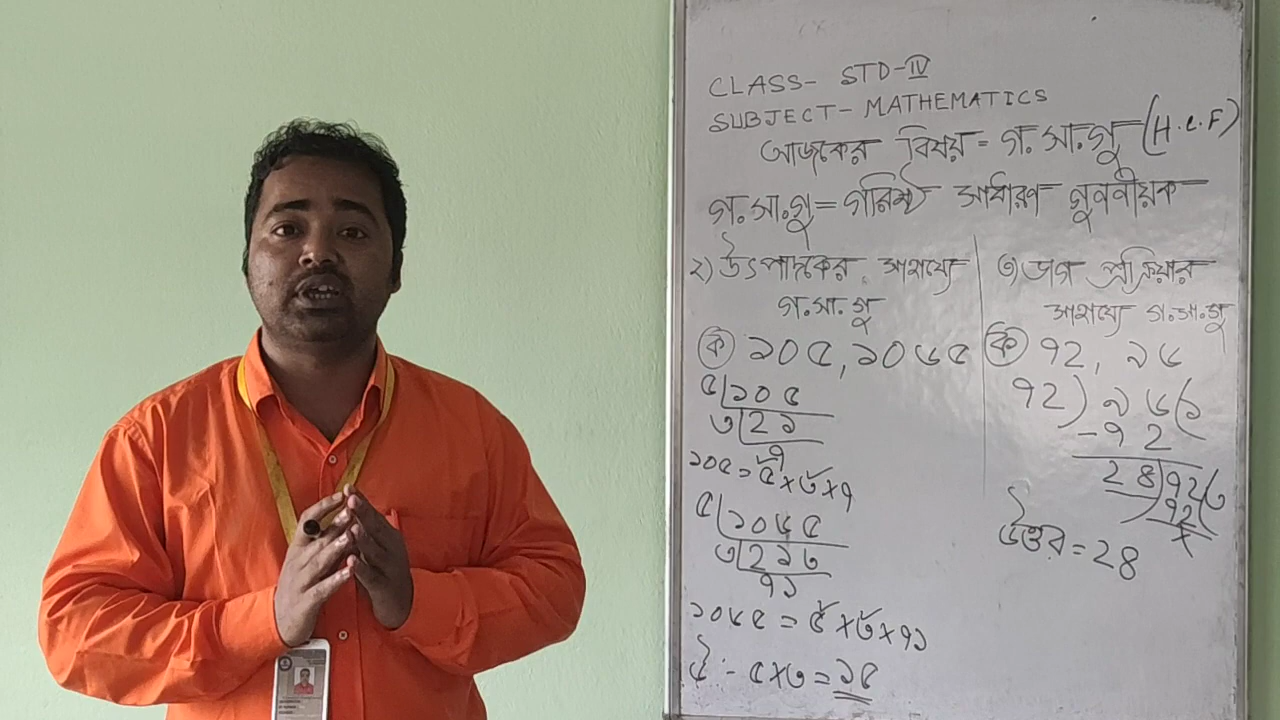 CLASS- STD-IV
SUBJECT- MATHEMATICS
আজকের বিষয় = গ.সা.গু (H.C.F)
গ.সা.গু = গরিষ্ঠ সাধারণ গুননীয়ক
২) উৎপাদকের সাহায্যে
গ.সা.গু
(ক) ১০৫, ১০৬৫
৫ | ১০৫
৩ | ২১
৭
১০৫ = ৫ × ৩ × ৭
৫ | ১০৬৫
৩ | ২১৩
৭১
১০৬৫ = ৫ × ৩ × ৭১
উঃ - ৫×৩ = ১৫
৩) ভাগ প্রক্রিয়ার
সাহায্যে গ.সা.গু
(ক) ৭২, ৯৬
৭২) ৯৬ (১
-৭২
২৪) ৭২ (৩
৭২
×
উত্তর = ২৪